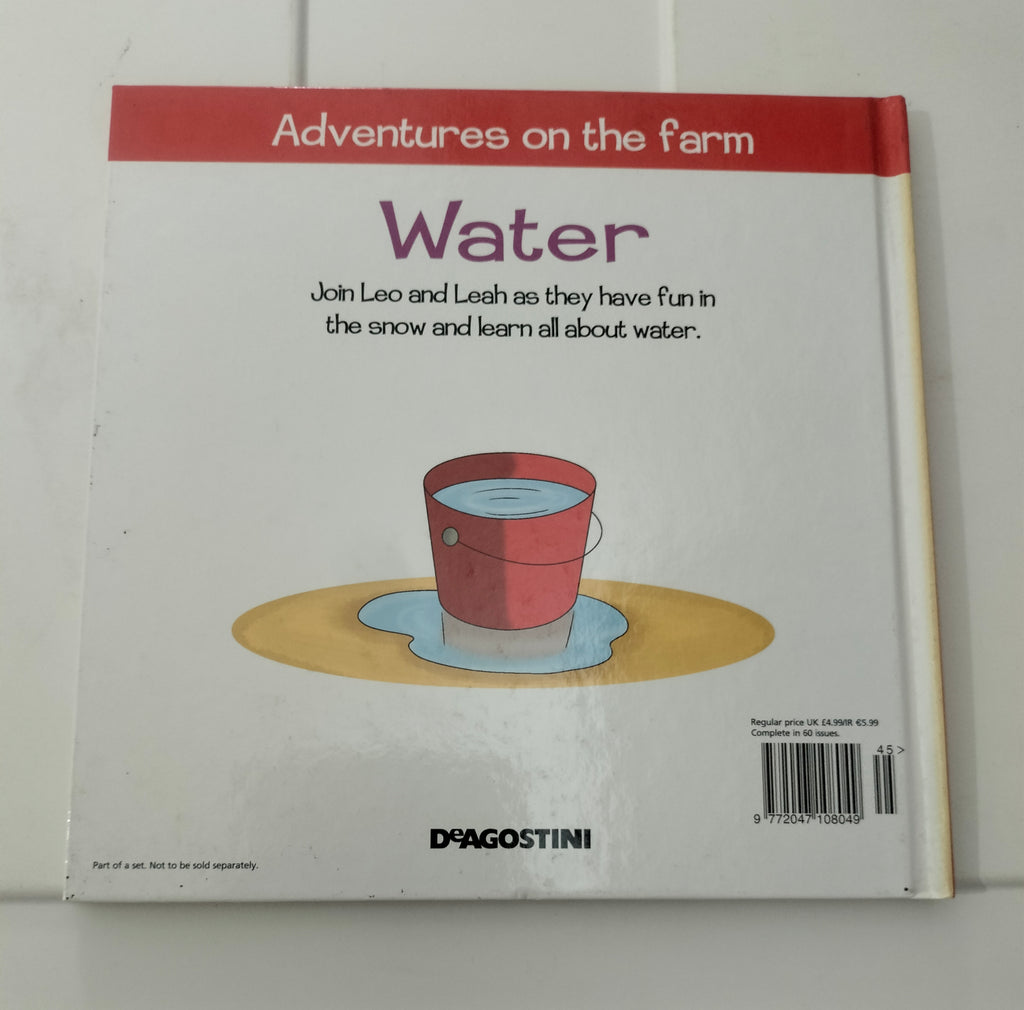 Adventures on the farm
Water
Join Leo and Leah as they have fun in
the snow and learn all about water.
Regular price UK £4.99/IR €5.99
Complete in 60 issues.
45>
9 772047 108049
DeAGOSTINI
Part of a set. Not to be sold separately.